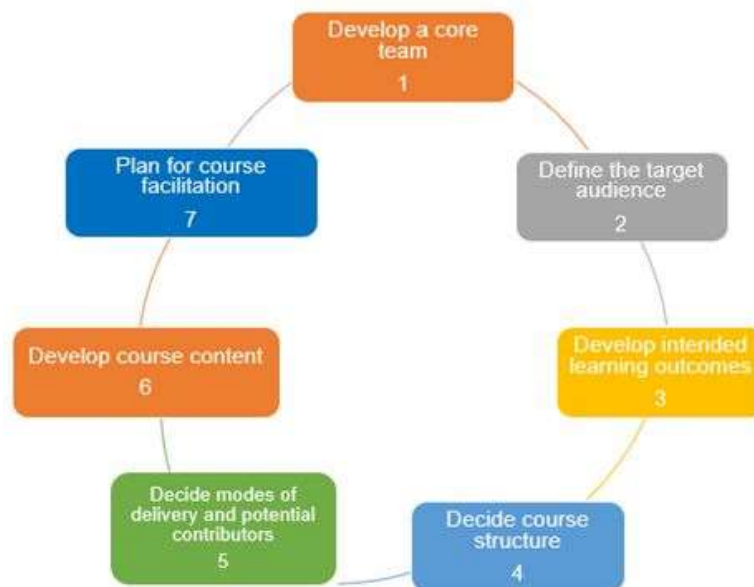 Develop a core
team
1
Define the target
audience
2
Develop intended
learning outcomes
3
Decide course
structure
4
Decide modes of
delivery and potential
contributors
5
Develop course content
6
Plan for course
facilitation
7